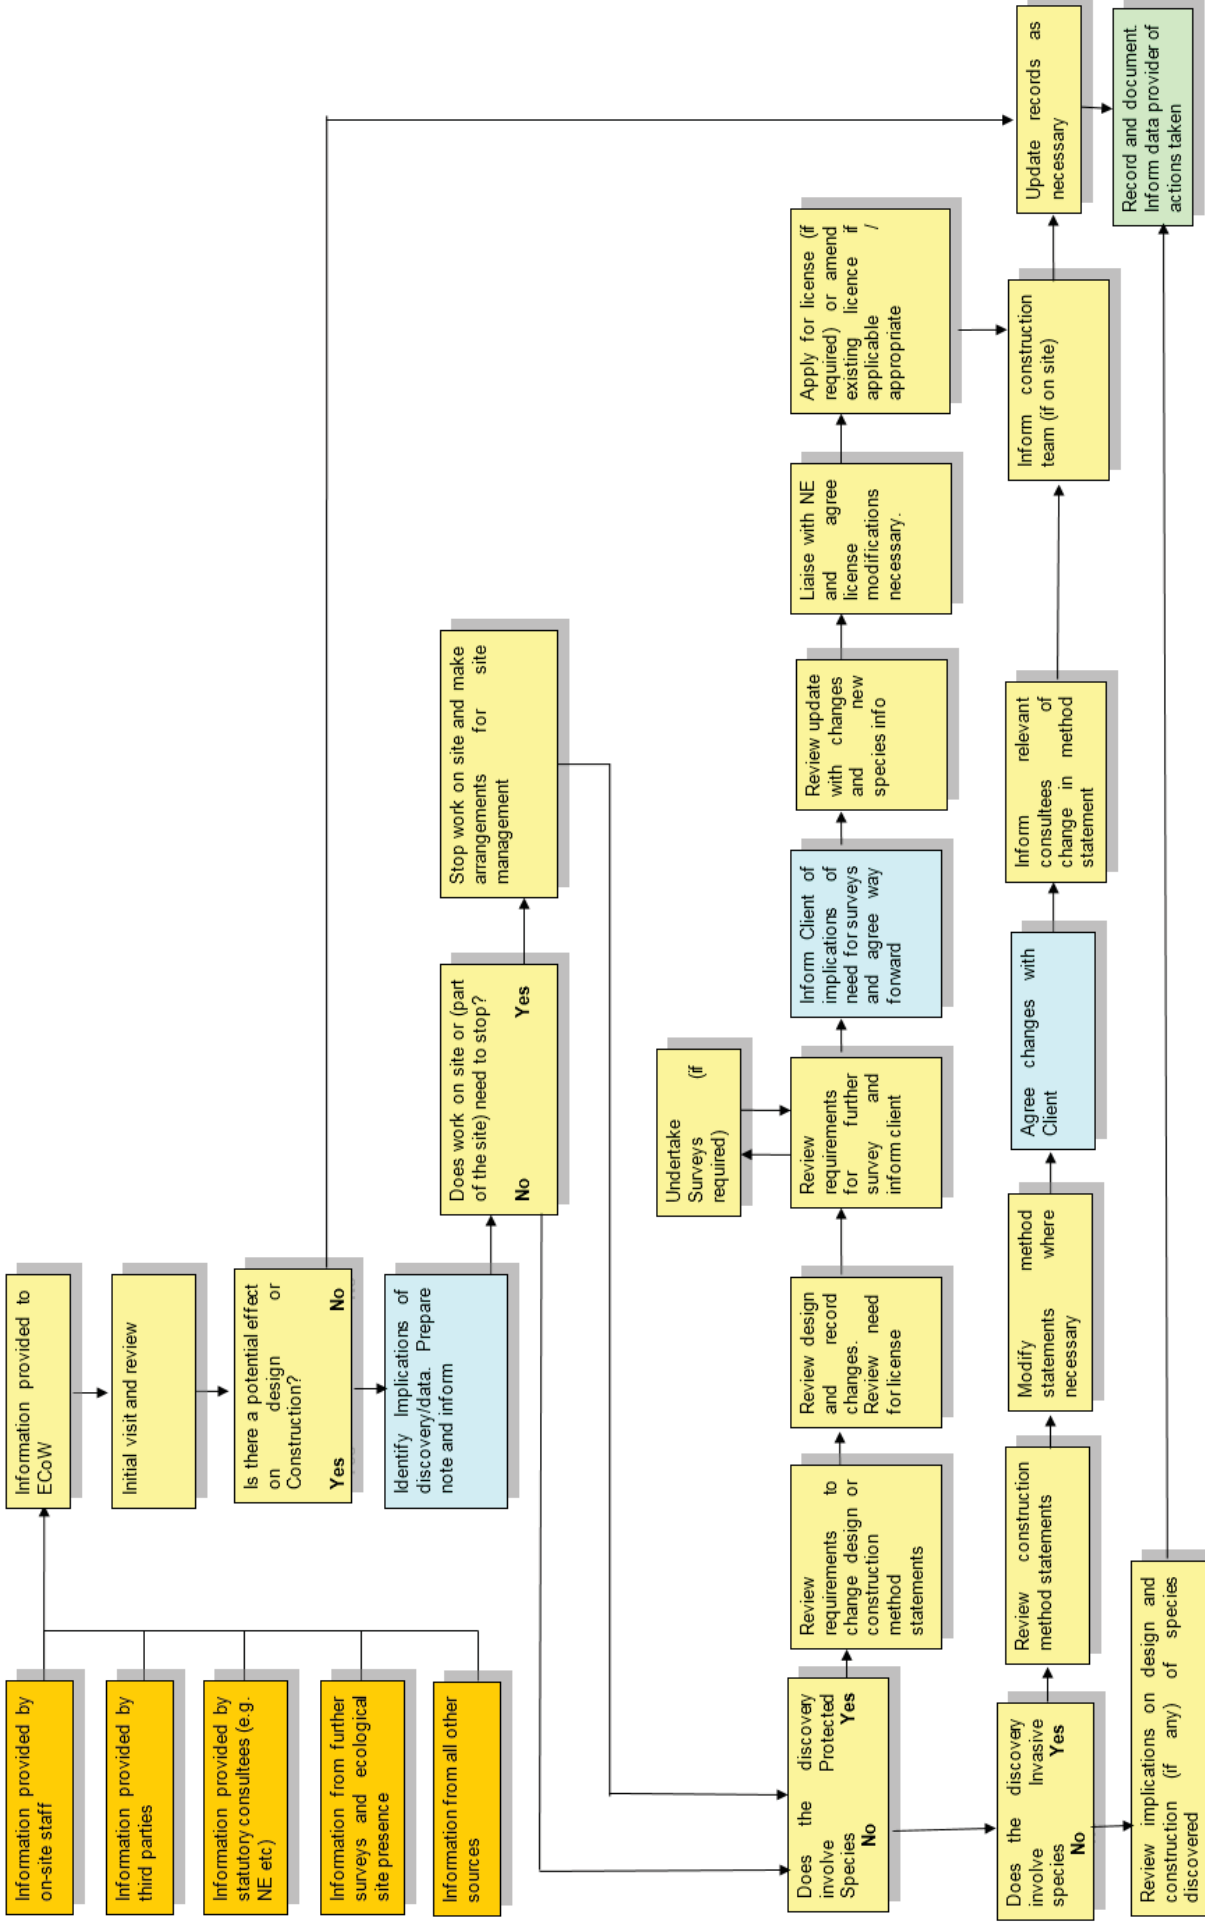 Information provided by
on-site staff
Information provided by
third parties
Information provided by
statutory consultees (e.g.
NE etc)
Information from further
surveys and ecological
site presence
Information from all other
sources
Information provided to
ECoW
Initial visit and review
Is there a potential effect
on design or
Construction?
Yes No
Identify Implications of
discovery/data. Prepare
note and inform
Does work on site or (part
of the site) need to stop?
No Yes
Stop work on site and make
arrangements for site
management
Does the discovery
involve Protected
Species Yes
No
Review
requirements to
change design or
construction
method
statements
Review design
and record
changes.
Review need
for license
Undertake
Surveys (if
required)
Review
requirements
for further
survey and
inform client
Inform Client of
implications of
need for surveys
and agree way
forward
Review update
with changes
and new
species info
Liaise with NE
and agree
license
modifications
necessary.
Apply for license (if
required) or amend
existing licence if
applicable /
appropriate
Does the discovery
involve Invasive
species Yes
No
Review construction
method statements
Modify method
statements where
necessary
Agree changes with
Client
Inform relevant
consultees of
change in method
statement
Inform construction
team (if on site)
Update records as
necessary
Review implications on design and
construction (if any) of species
discovered
Record and document.
Inform data provider of
actions taken